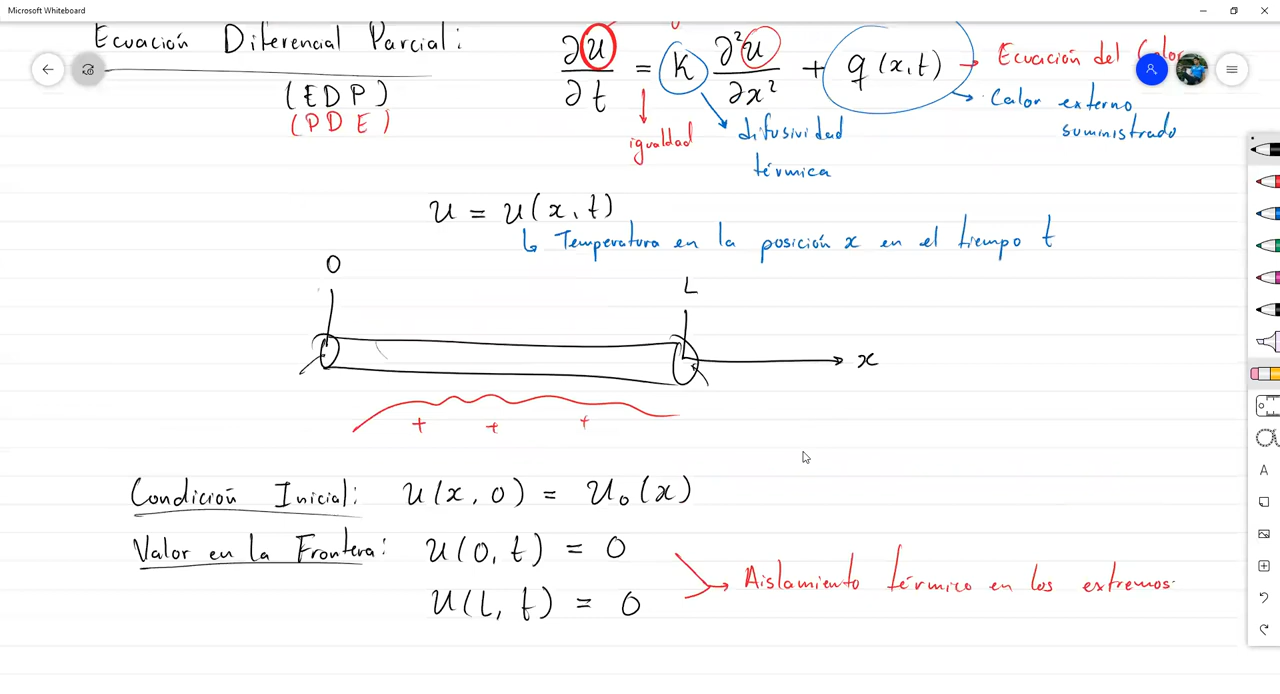 Microsoft Whiteboard
Ecuación Diferencial Parcial:
(EDP)
(PDE)
∂u/∂t = K ∂²u/∂x² + q(x,t)
Ecuación del Calor
Calor externo
suministrado
igualdad
difusividad
térmica
u = u(x,t)
Temperatura en la posición x en el tiempo t
0
L
x
+ + +
Condición Inicial: u(x,0) = u₀(x)
Valor en la Frontera: u(0,t) = 0
u(L,t) = 0
Aislamiento térmico en los extremos.
A